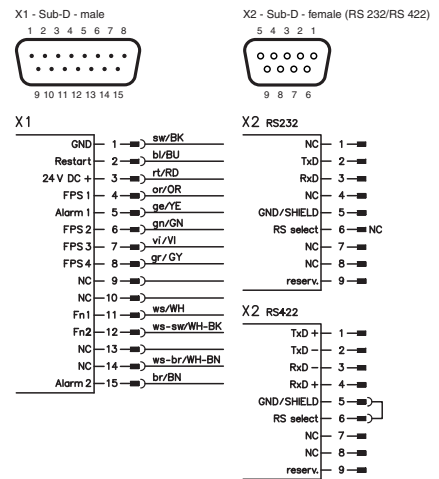 X1 - Sub-D - male
1 2 3 4 5 6 7 8
9 10 11 12 13 14 15
X2 - Sub-D - female (RS 232/RS 422)
5 4 3 2 1
9 8 7 6
X1
GND 1 sw/BK
Restart 2 bl/BU
24 V DC + 3 rt/RD
FPS 1 4 or/OR
Alarm 1 5 ge/YE
FPS 2 6 gn/GN
FPS 3 7 vi/VI
FPS 4 8 gr/GY
NC 9
NC 10
Fn1 11 ws/WH
Fn2 12 ws-sw/WH-BK
NC 13
NC 14 ws-br/WH-BN
Alarm 2 15 br/BN
X2 RS232
NC 1
TxD 2
RxD 3
NC 4
GND/SHIELD 5
RS select 6 NC
NC 7
NC 8
reserv. 9
X2 RS422
TxD + 1
TxD - 2
RxD - 3
RxD + 4
GND/SHIELD 5
RS select 6
NC 7
NC 8
reserv. 9